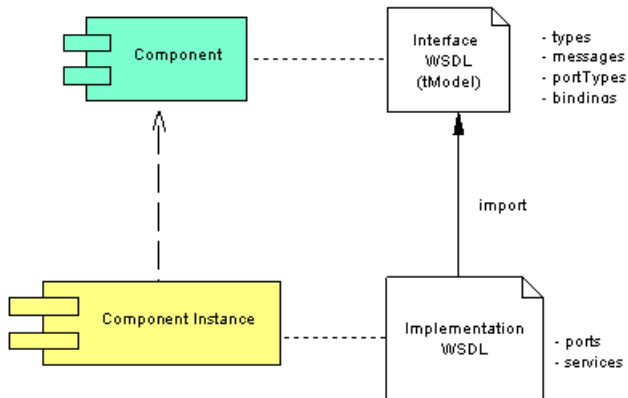 Component
Interface
WSDL
(tModel)
- types
- messages
- portTypes
- bindings
import
Component Instance
Implementation
WSDL
- ports
- services